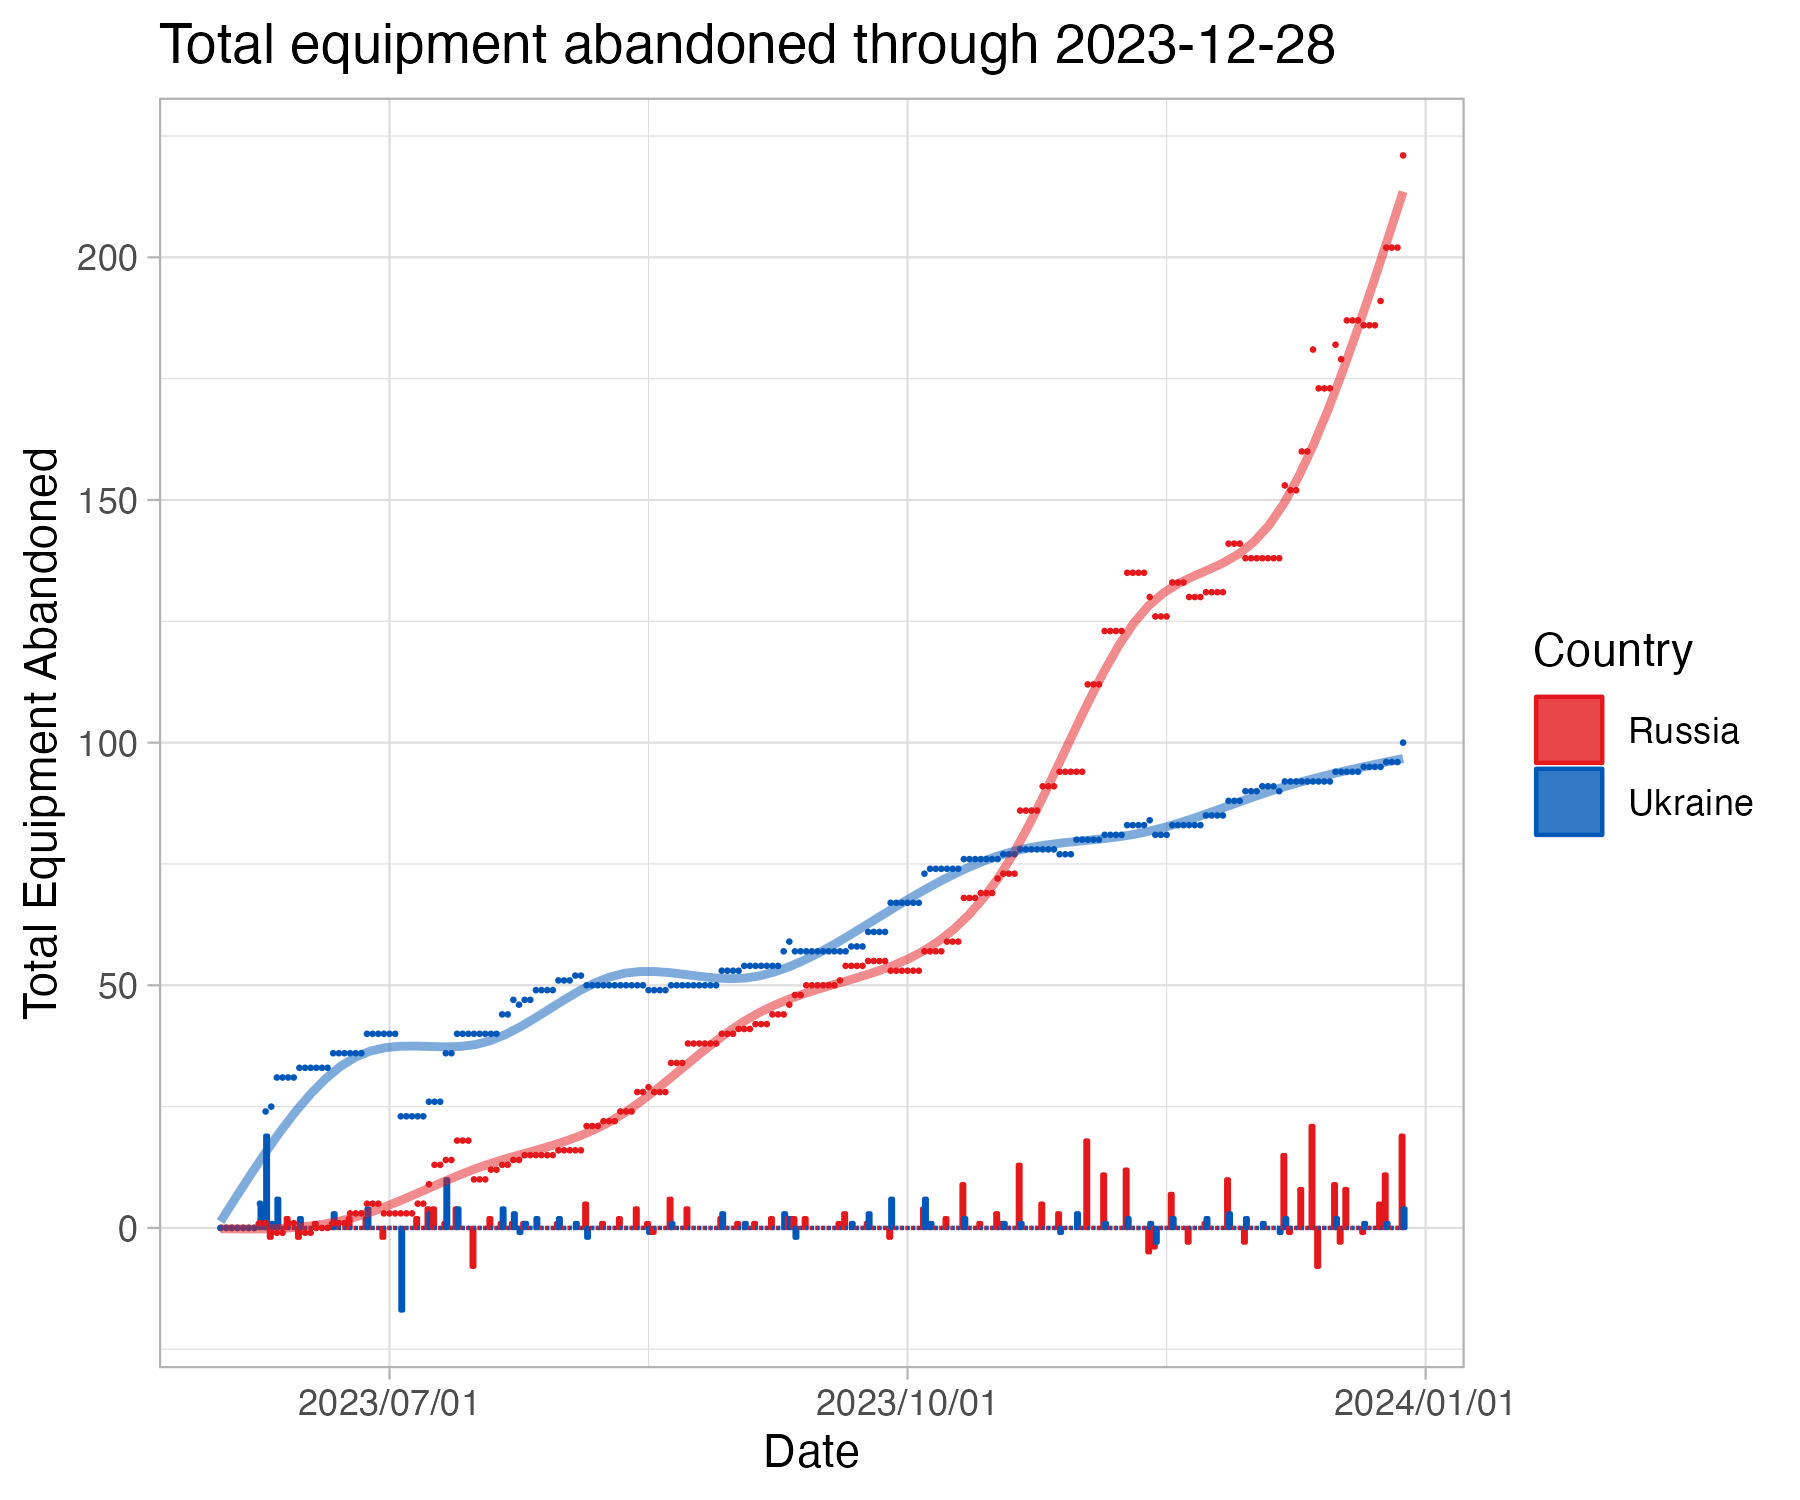 Total equipment abandoned through 2023-12-28
Total Equipment Abandoned
200
150
100
50
0
2023/07/01
2023/10/01
2024/01/01
Date
Country
Russia
Ukraine